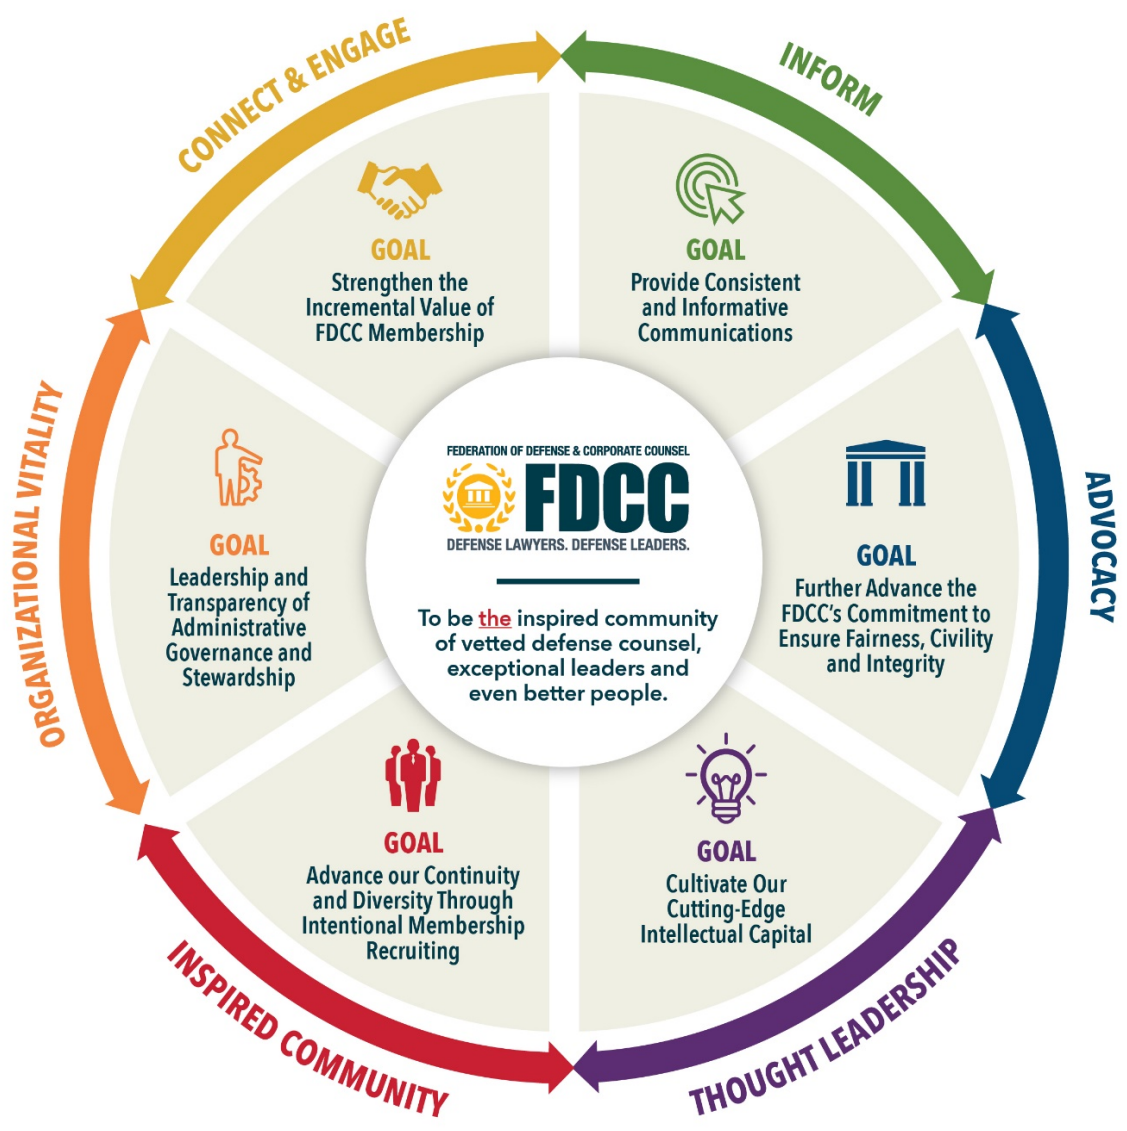 CONNECT & ENGAGE
GOAL
Strengthen the
Incremental Value of
FDCC Membership
INFORM
GOAL
Provide Consistent
and Informative
Communications
ADVOCACY
GOAL
Further Advance the
FDCC’s Commitment to
Ensure Fairness, Civility
and Integrity
THOUGHT LEADERSHIP
GOAL
Cultivate Our
Cutting-Edge
Intellectual Capital
INSPIRED COMMUNITY
GOAL
Advance our Continuity
and Diversity Through
Intentional Membership
Recruiting
ORGANIZATIONAL VITALITY
GOAL
Leadership and
Transparency of
Administrative
Governance and
Stewardship
FEDERATION OF DEFENSE & CORPORATE COUNSEL
FDCC
DEFENSE LAWYERS. DEFENSE LEADERS.
To be the inspired community
of vetted defense counsel,
exceptional leaders and
even better people.